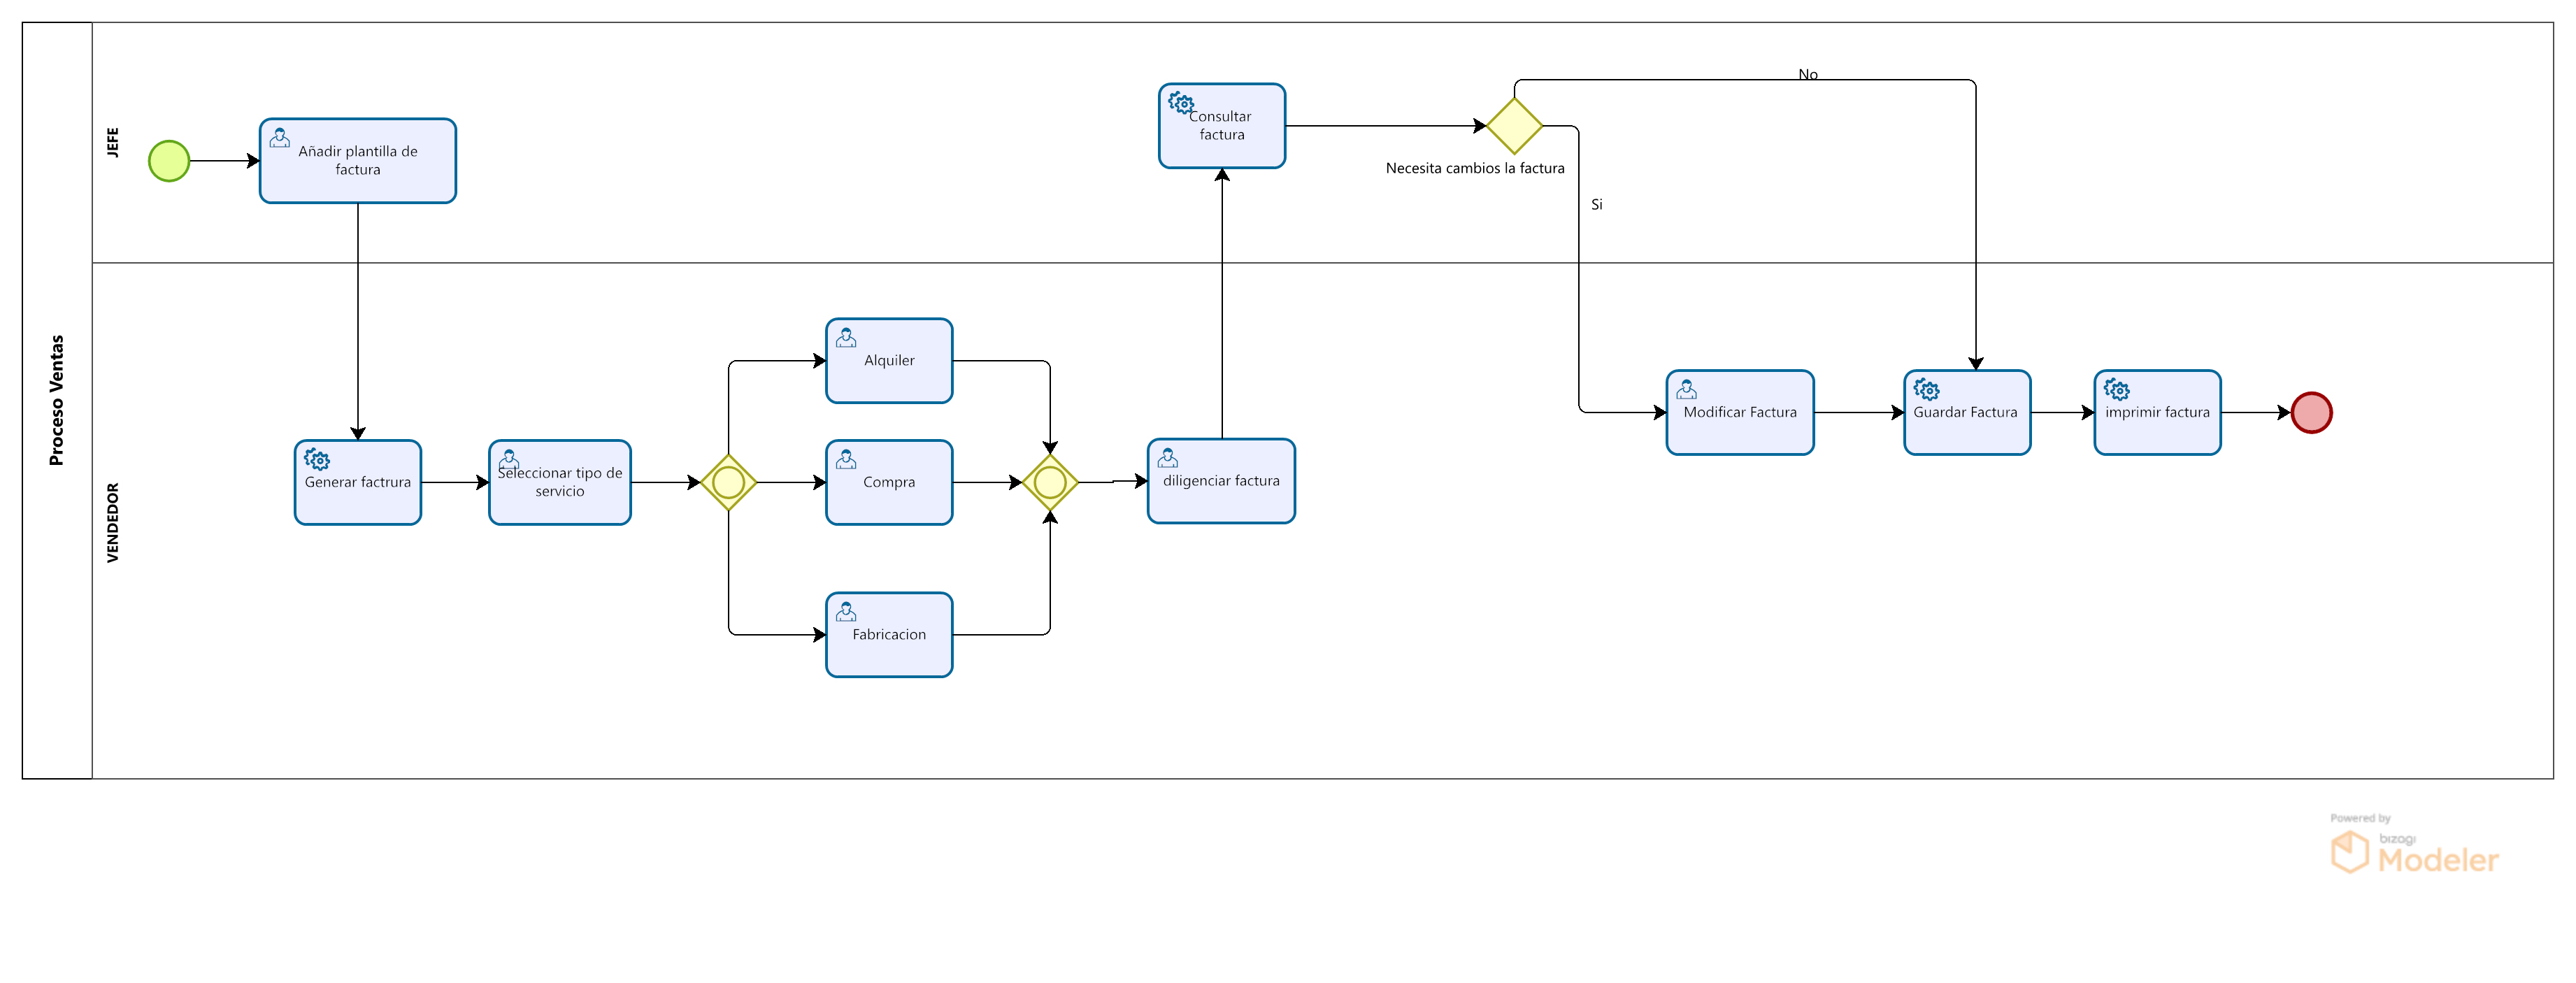 Proceso Ventas
JEFE
Añadir plantilla de
factura
Consultar
factura
Necesita cambios la factura
No
Si
VENDEDOR
Generar factrura
Seleccionar tipo de
servicio
Alquiler
Compra
Fabricacion
diligenciar factura
Modificar Factura
Guardar Factura
imprimir factura
Powered by
bizagi
Modeler